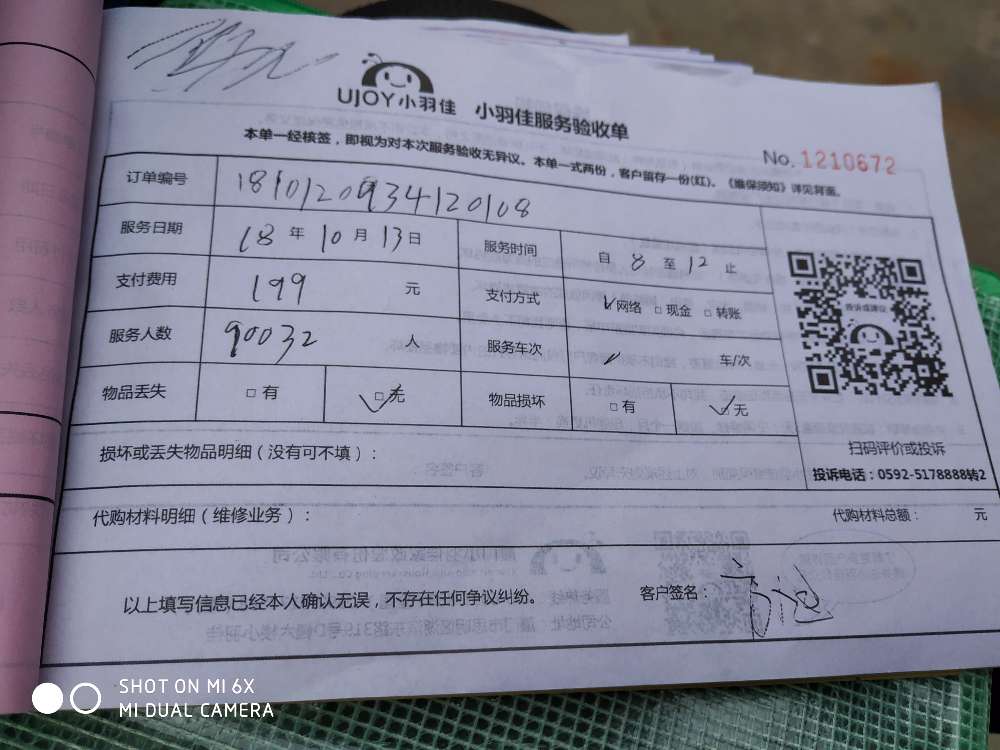 UJOY小羽佳 小羽佳服务验收单
本单一经核签，即视为对本次服务验收无异议。本单一式两份，客户留存一份(红)。《维保须知》详见背面。
No. 1210672
订单编号 1810120934120108
服务日期 18 年 10 月 13 日 服务时间 自 8 至 12 止
支付费用 199 元 支付方式 ✓网络 □现金 □转账
服务人数 90032 人 服务车次 车/次
物品丢失 □有 ☑无 物品损坏 □有 ☑无
投诉或建议
扫码评价或投诉
投诉电话：0592-5178888转2
损坏或丢失物品明细（没有可不填）：
代购材料明细（维修业务）： 代购材料总额： 元
以上填写信息已经本人确认无误，不存在任何争议纠纷。 客户签名：
SHOT ON MI 6X
MI DUAL CAMERA